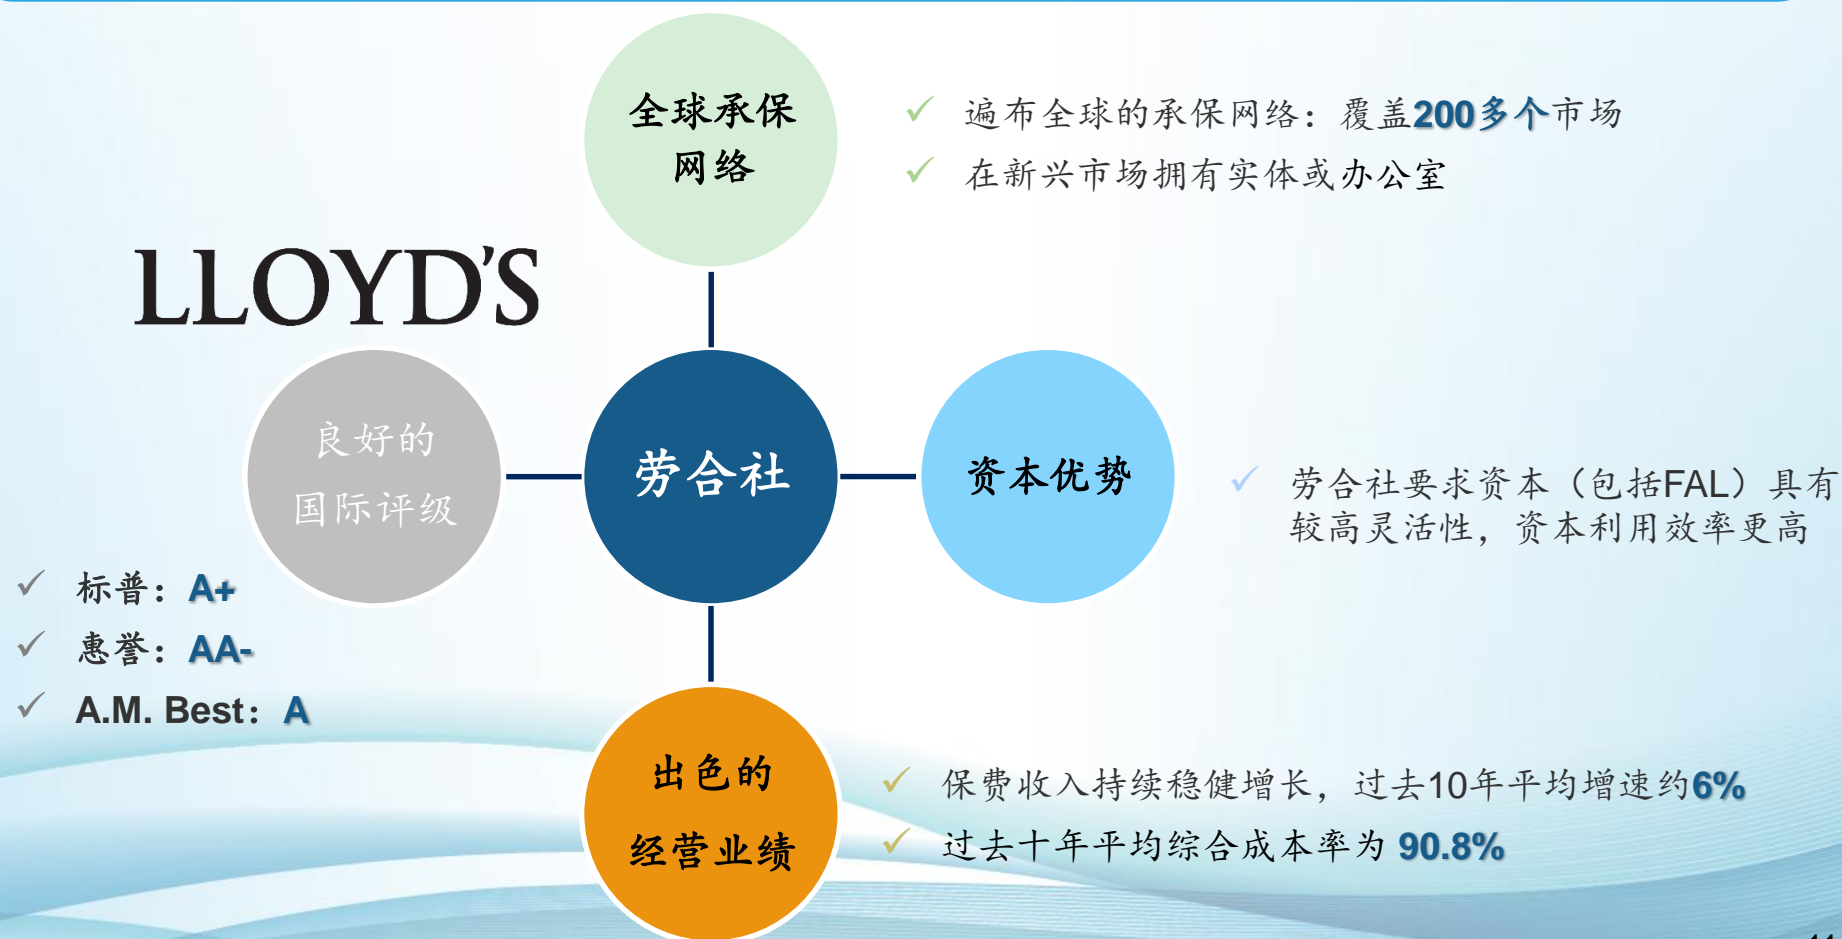 全球承保
网络
遍布全球的承保网络：覆盖200多个市场
在新兴市场拥有实体或办公室
LLOYD'S
良好的
国际评级
劳合社
资本优势
劳合社要求资本（包括FAL）具有
较高灵活性，资本利用效率更高
标普：A+
惠誉：AA-
A.M. Best：A
出色的
经营业绩
保费收入持续稳健增长，过去10年平均增速约6%
过去十年平均综合成本率为 90.8%